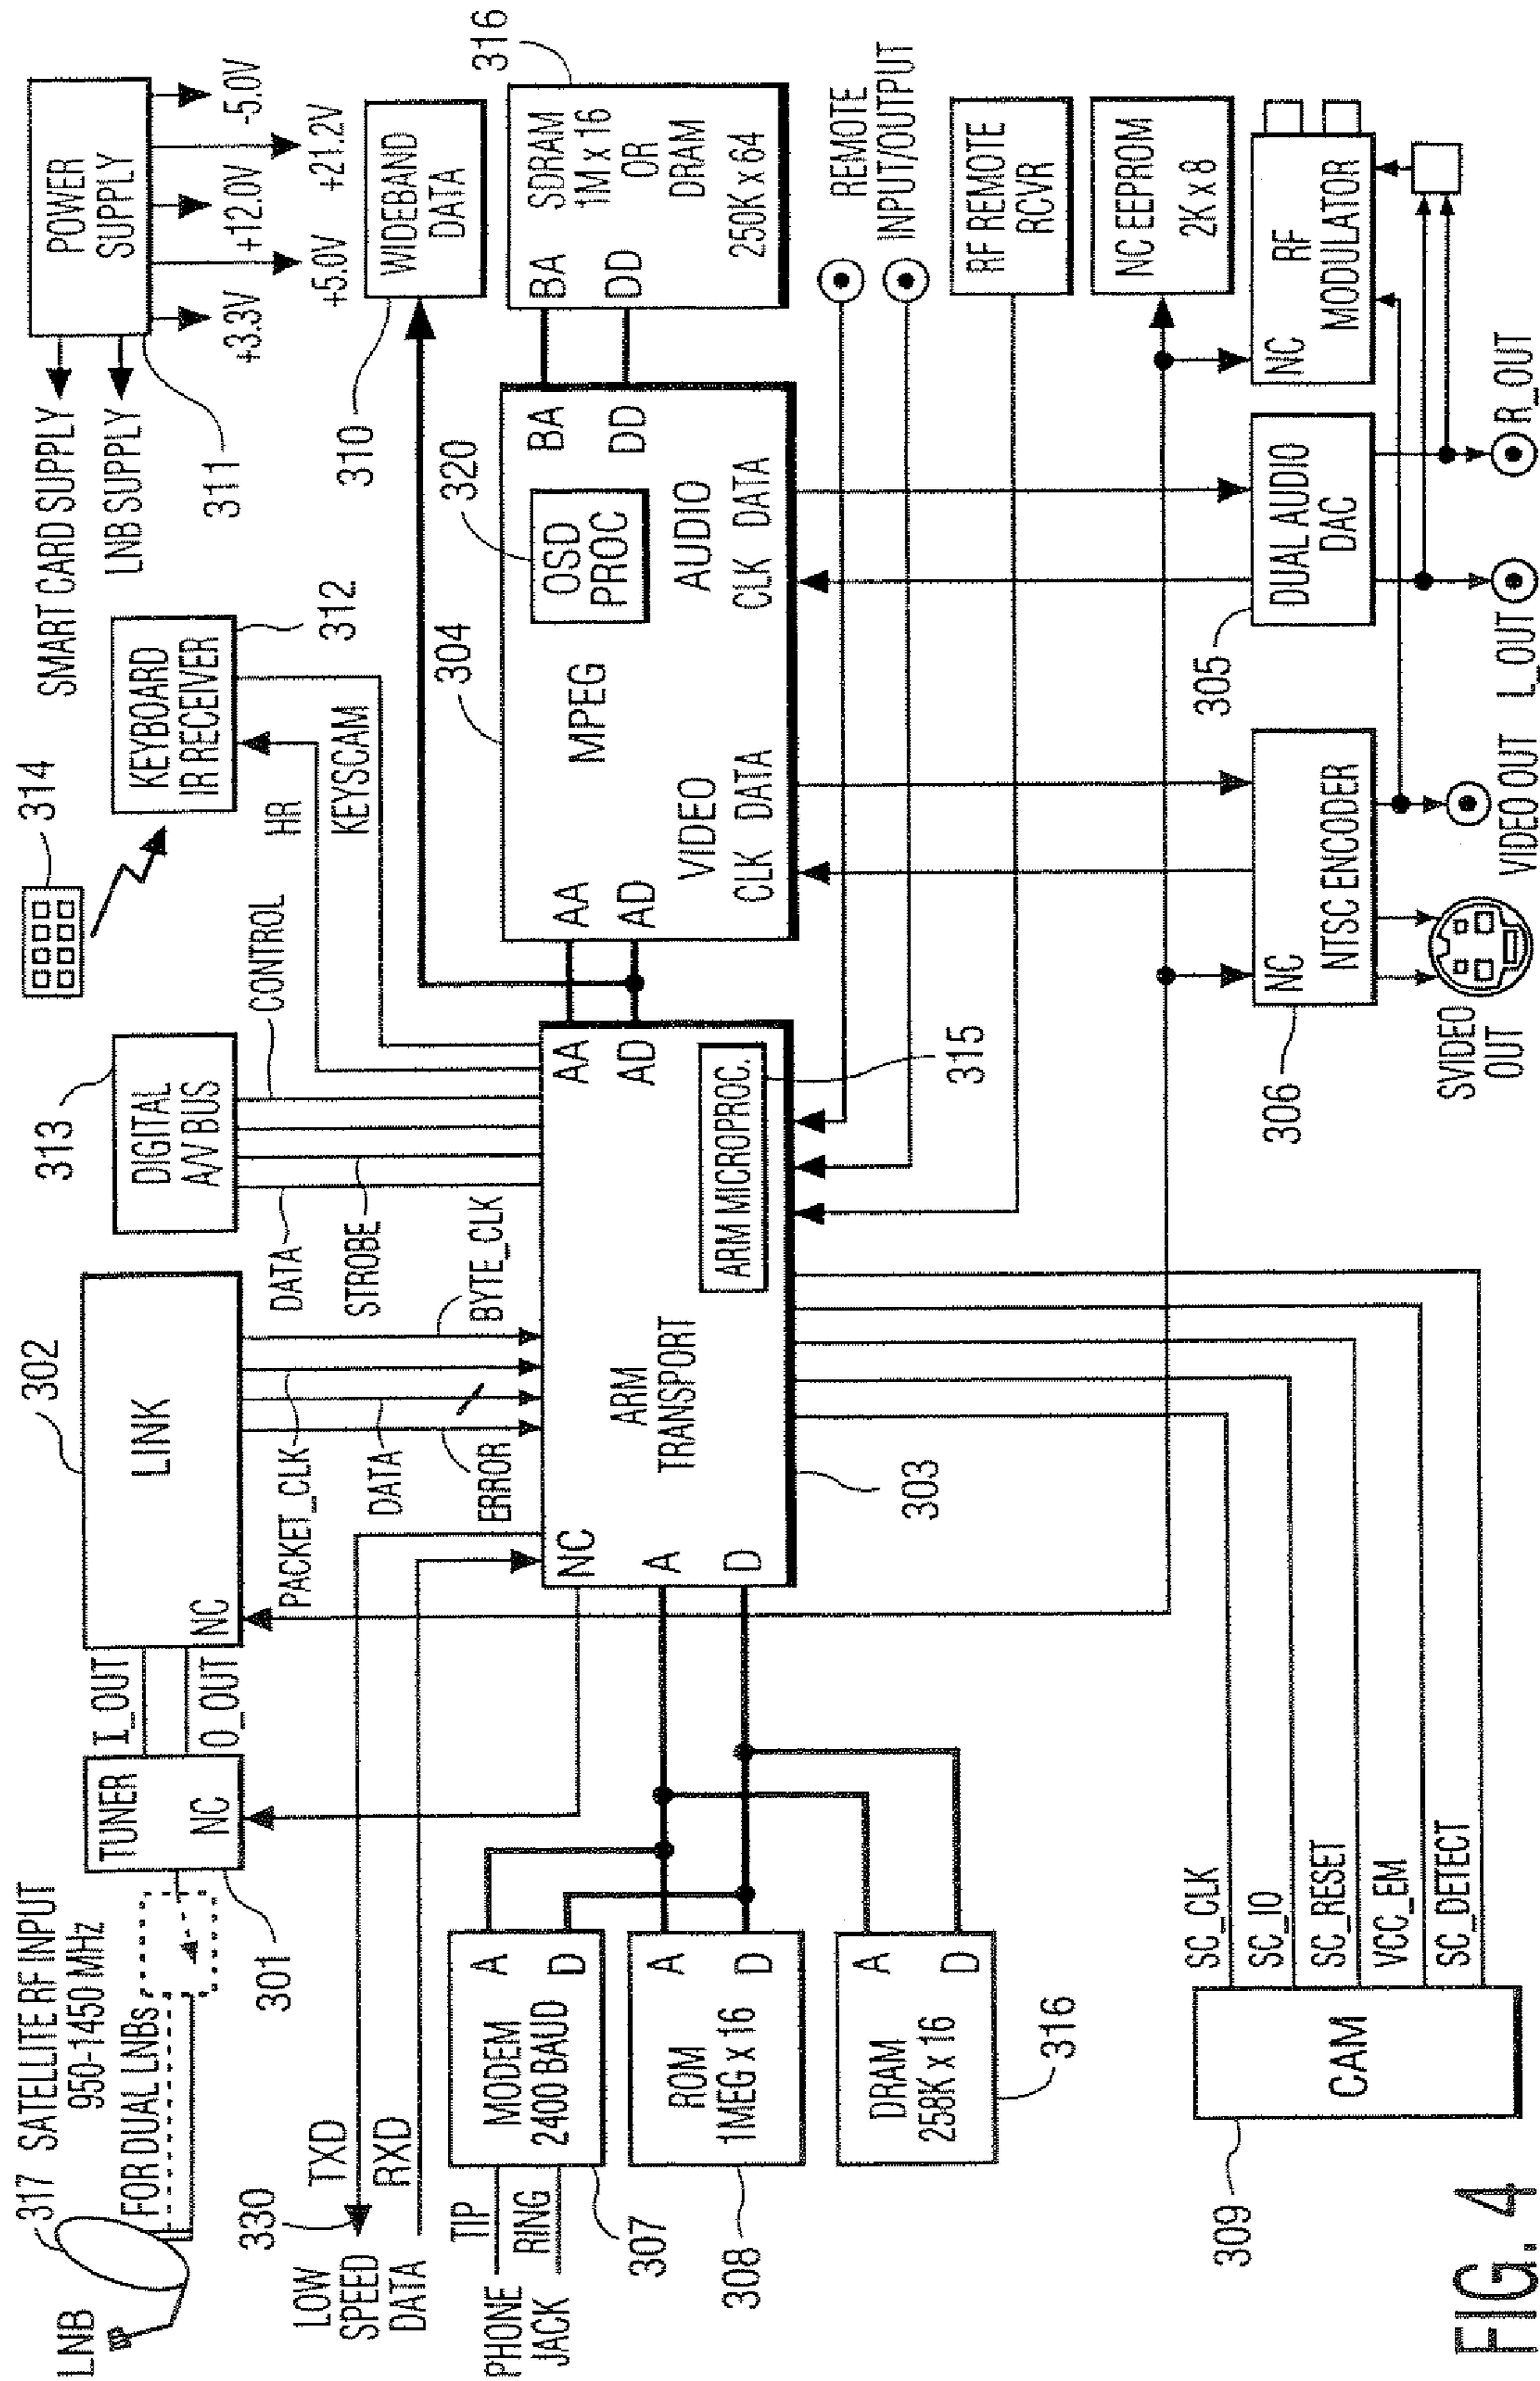 LNB
317
SATELLITE RF INPUT
950-1450 MHz
FOR DUAL LNBs
301
TUNER
NC
I_OUT
O_OUT
302
LINK
NC
PACKET_CLK
DATA
ERROR
BYTE_CLK
313
DIGITAL
A/V BUS
DATA
STROBE
CONTROL
314
KEYBOARD
IR RECEIVER
312
HR
KEYSCAM
SMART CARD SUPPLY
LNB SUPPLY
311
POWER
SUPPLY
+3.3V
+5.0V
+12.0V
+21.2V
-5.0V
310
WIDEBAND
DATA
330
LOW
SPEED
DATA
TXD
RXD
PHONE
JACK
TIP
RING
MODEM
2400 BAUD
A
D
307
ROM
1MEG x 16
A
D
308
DRAM
258K x 16
A
D
316
NC
A
D
ARM
TRANSPORT
AA
AD
ARM MICROPROC.
315
303
304
AA
AD
MPEG
320
OSD
PROC
BA
DD
VIDEO
CLK DATA
AUDIO
CLK DATA
316
BA
DD
SDRAM
1M x 16
OR
DRAM
250K x 64
REMOTE
INPUT/OUTPUT
RF REMOTE
RCVR
NC EEPROM
2K x 8
309
CAM
SC_CLK
SC_IO
SC_RESET
VCC_EM
SC_DETECT
306
NC
NTSC ENCODER
SVIDEO
OUT
VIDEO OUT
305
DUAL AUDIO
DAC
L_OUT
R_OUT
NC
RF
MODULATOR
FIG. 4